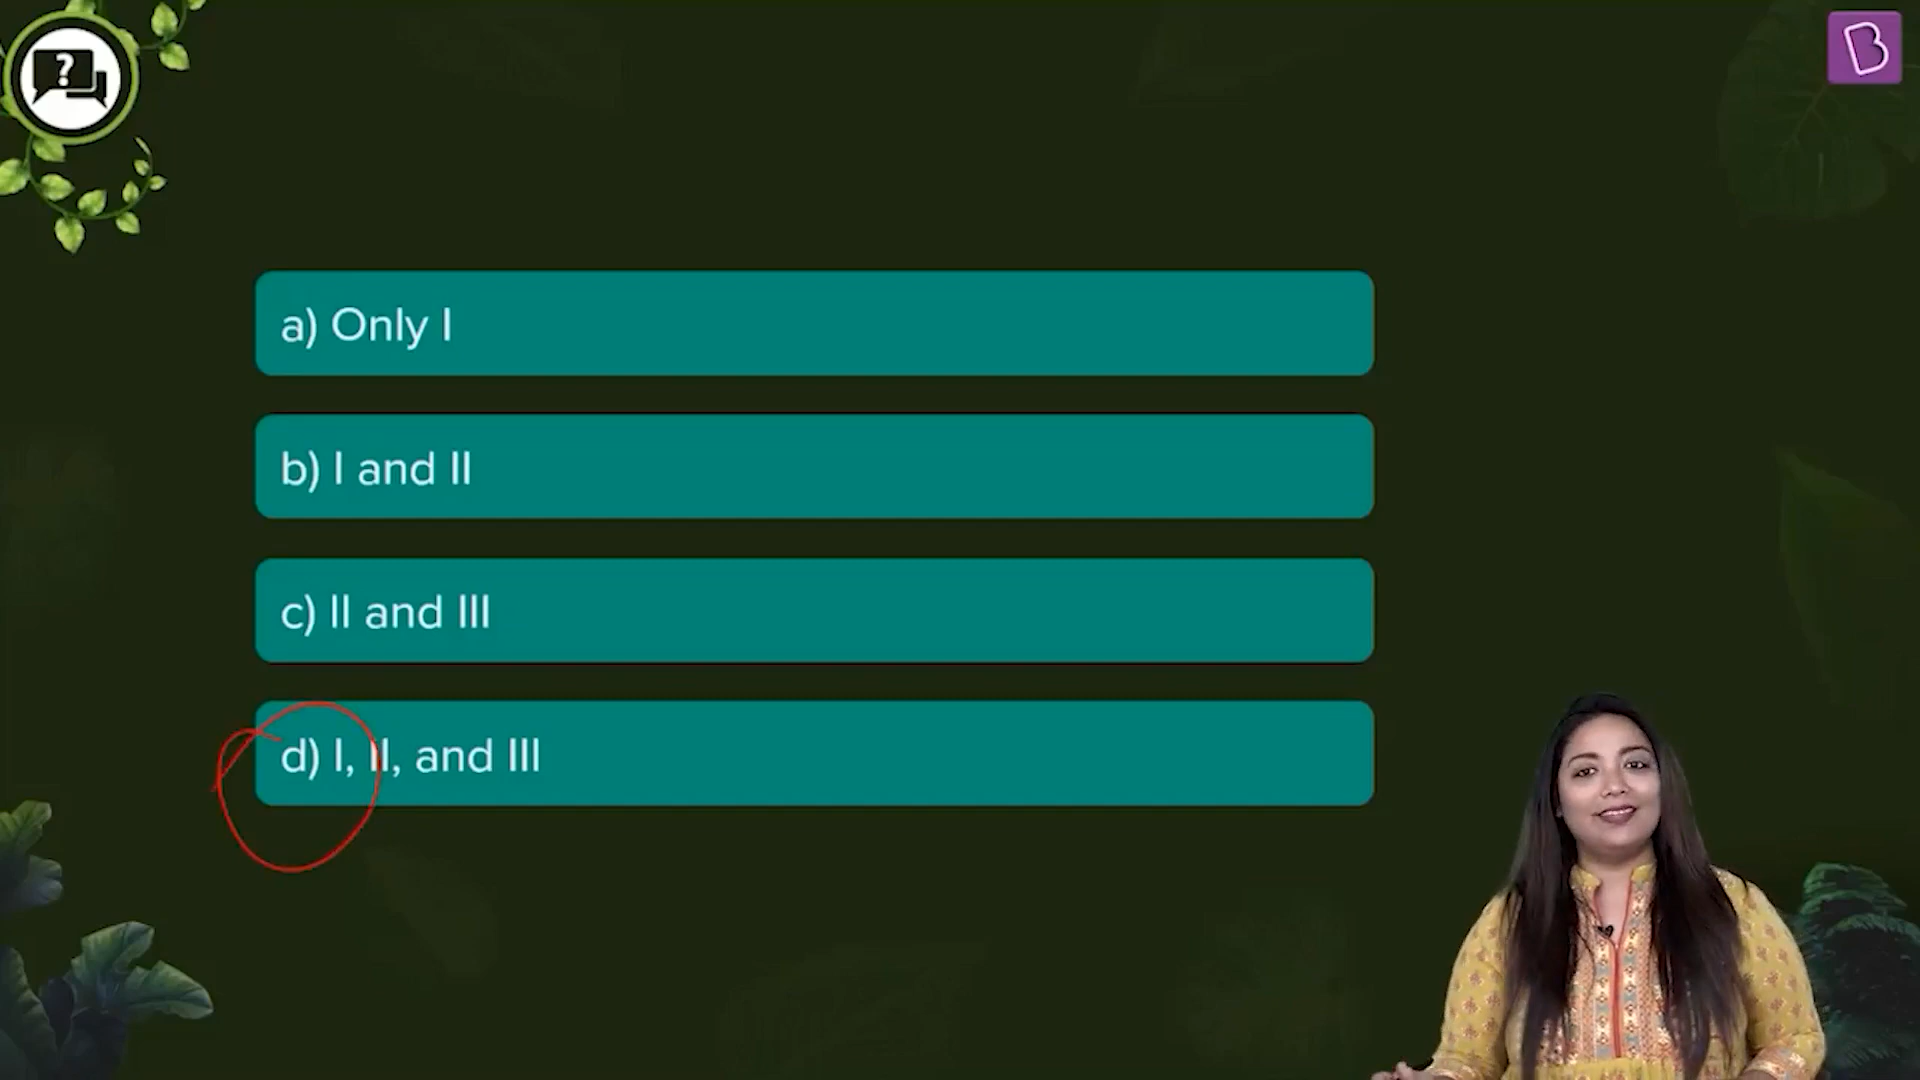 ?
B
a) Only I
b) I and II
c) II and III
d) I, II, and III